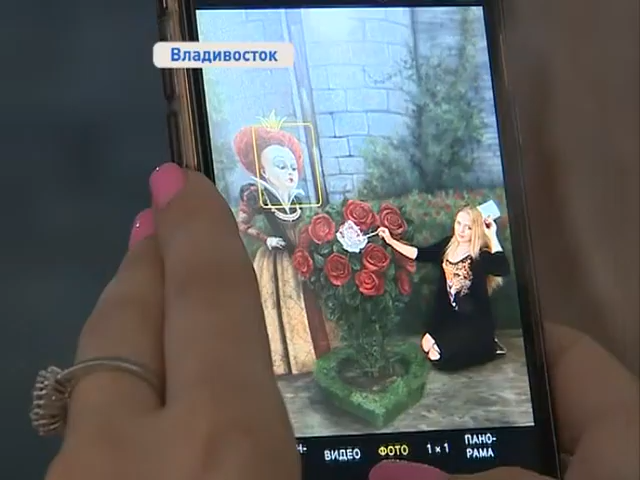 Владивосток
Н-
ВИДЕО ФОТО 1×1 ПАНО-
РАМА